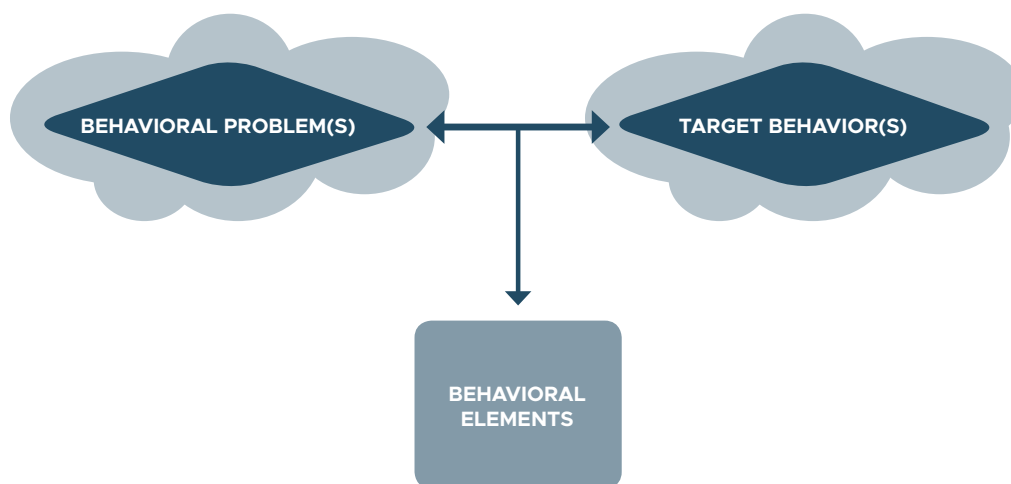 BEHAVIORAL PROBLEM(S)
TARGET BEHAVIOR(S)
BEHAVIORAL
ELEMENTS